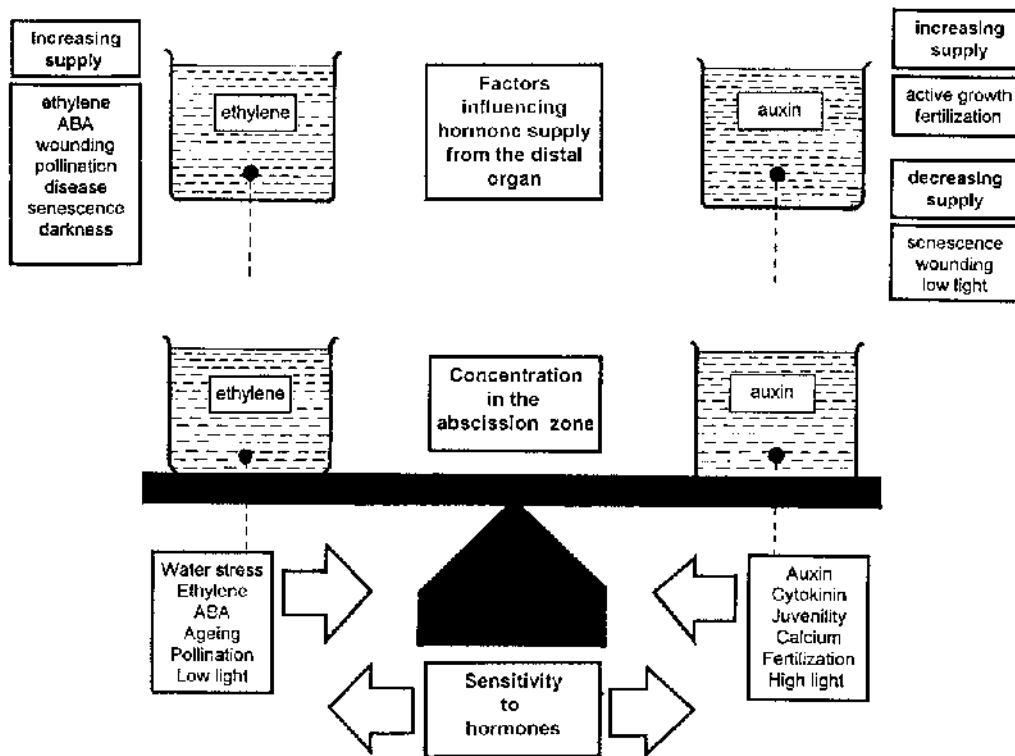 increasing
supply
ethylene
ABA
wounding
pollination
disease
senescence
darkness
ethylene
Factors
influencing
hormone supply
from the distal
organ
auxin
increasing
supply
active growth
fertilization
decreasing
supply
senescence
wounding
low light
ethylene
Concentration
in the
abscission zone
auxin
Water stress
Ethylene
ABA
Ageing
Pollination
Low light
Auxin
Cytokinin
Juvenility
Calcium
Fertilization
High light
Sensitivity
to
hormones